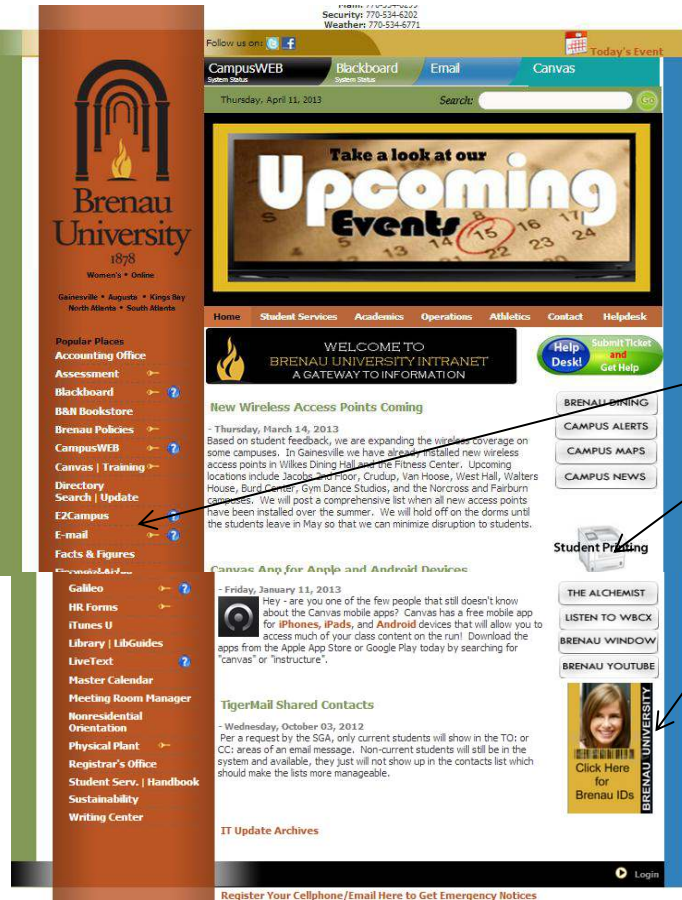 Security: 770-534-6202
Weather: 770-534-6771
Follow us on:
Today's Event
CampusWEB
System Status
Blackboard
System Status
Email
Canvas
Thursday, April 11, 2013
Search:
Go
Take a look at our
Upcoming
Events
S S 8 9
13 14 15 16 17
22 23 24
Brenau
University
1878
Women's * Online
Gainesville * Augusta * Kings Bay
North Atlanta * South Atlanta
Home Student Services Academics Operations Athletics Contact Helpdesk
Popular Places
Accounting Office
Assessment
Blackboard
B&N Bookstore
Brenau Policies
CampusWEB
Canvas | Training
Directory
Search | Update
E2Campus
E-mail
Facts & Figures
Galileo
HR Forms
iTunes U
Library | LibGuides
LiveText
Master Calendar
Meeting Room Manager
Nonresidential
Orientation
Physical Plant
Registrar's Office
Student Serv. | Handbook
Sustainability
Writing Center
WELCOME TO
BRENAU UNIVERSITY INTRANET
A GATEWAY TO INFORMATION
Help
Desk!
Submit Ticket
and
Get Help
New Wireless Access Points Coming
- Thursday, March 14, 2013
Based on student feedback, we are expanding the wireless coverage on
some campuses. In Gainesville we have already installed new wireless
access points in Wilkes Dining Hall and the Fitness Center. Upcoming
locations include Jacobs 2nd Floor, Crudup, Van Hoose, West Hall, Walters
House, Burd Center, Gym Dance Studios, and the Norcross and Fairburn
campuses. We will post a comprehensive list when all new access points
have been installed over the summer. We will hold off on the dorms until
the students leave in May so that we can minimize disruption to students.
Canvas App for Apple and Android Devices
- Friday, January 11, 2013
Hey - are you one of the few people that still doesn't know
about the Canvas mobile apps? Canvas has a free mobile app
for iPhones, iPads, and Android devices that will allow you to
access much of your class content on the run! Download the
apps from the Apple App Store or Google Play today by searching for
"canvas" or "instructure".
TigerMail Shared Contacts
- Wednesday, October 03, 2012
Per a request by the SGA, only current students will show in the TO: or
CC: areas of an email message. Non-current students will still be in the
system and available, they just will not show up in the contacts list which
should make the lists more manageable.
IT Update Archives
BRENAU DINING
CAMPUS ALERTS
CAMPUS MAPS
CAMPUS NEWS
Student Printing
THE ALCHEMIST
LISTEN TO WBCX
BRENAU WINDOW
BRENAU YOUTUBE
Click Here
for
Brenau IDs
BRENAU UNIVERSITY
Login
Register Your Cellphone/Email Here to Get Emergency Notices